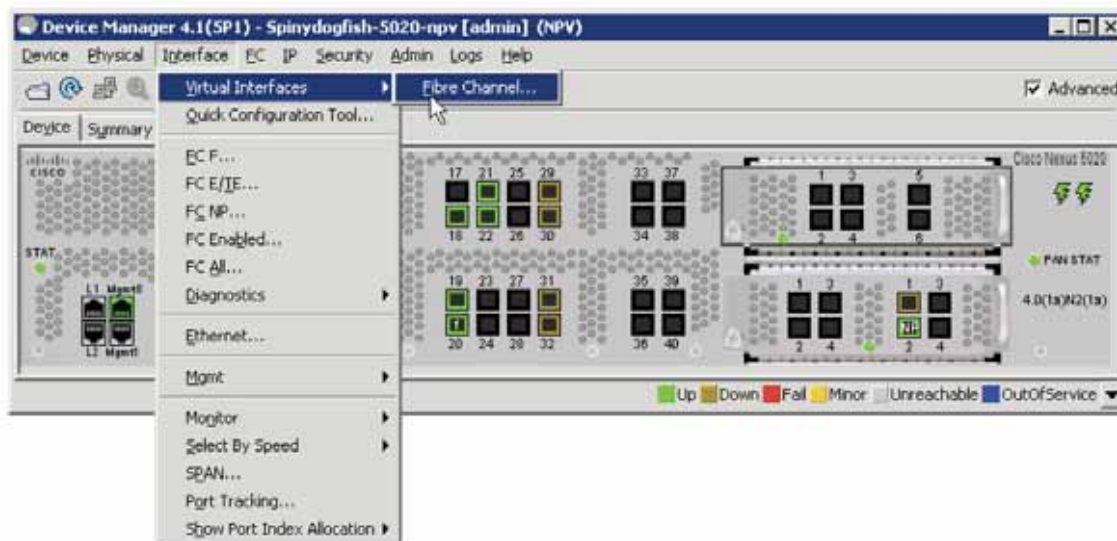 Device Manager 4.1(SP1) - Spinydogfish-5020-npv [admin] (NPV)
Device Physical Interface FC IP Security Admin Logs Help
Virtual Interfaces
Fibre Channel...
Advanced
Quick Configuration Tool...
Device Summary
FC F...
FC E/TE...
FC NP...
FC Enabled...
FC All...
Diagnostics
Ethernet...
Mgmt
Monitor
Select By Speed
SPAN...
Port Tracking...
Show Port Index Allocation
CISCO
Cisco Nexus 5020
17 21 25 29 33 37
1 3 5
18 22 26 30 34 38
2 4 6
STAT
FAN STAT
L1 Mgmt0
19 23 27 31 35 39
1 3 1 3
4.0(1a)N2(1a)
20 24 28 32 36 40
2 4 2 4
L2 Mgmt1
Up Down Fail Minor Unreachable OutOfService